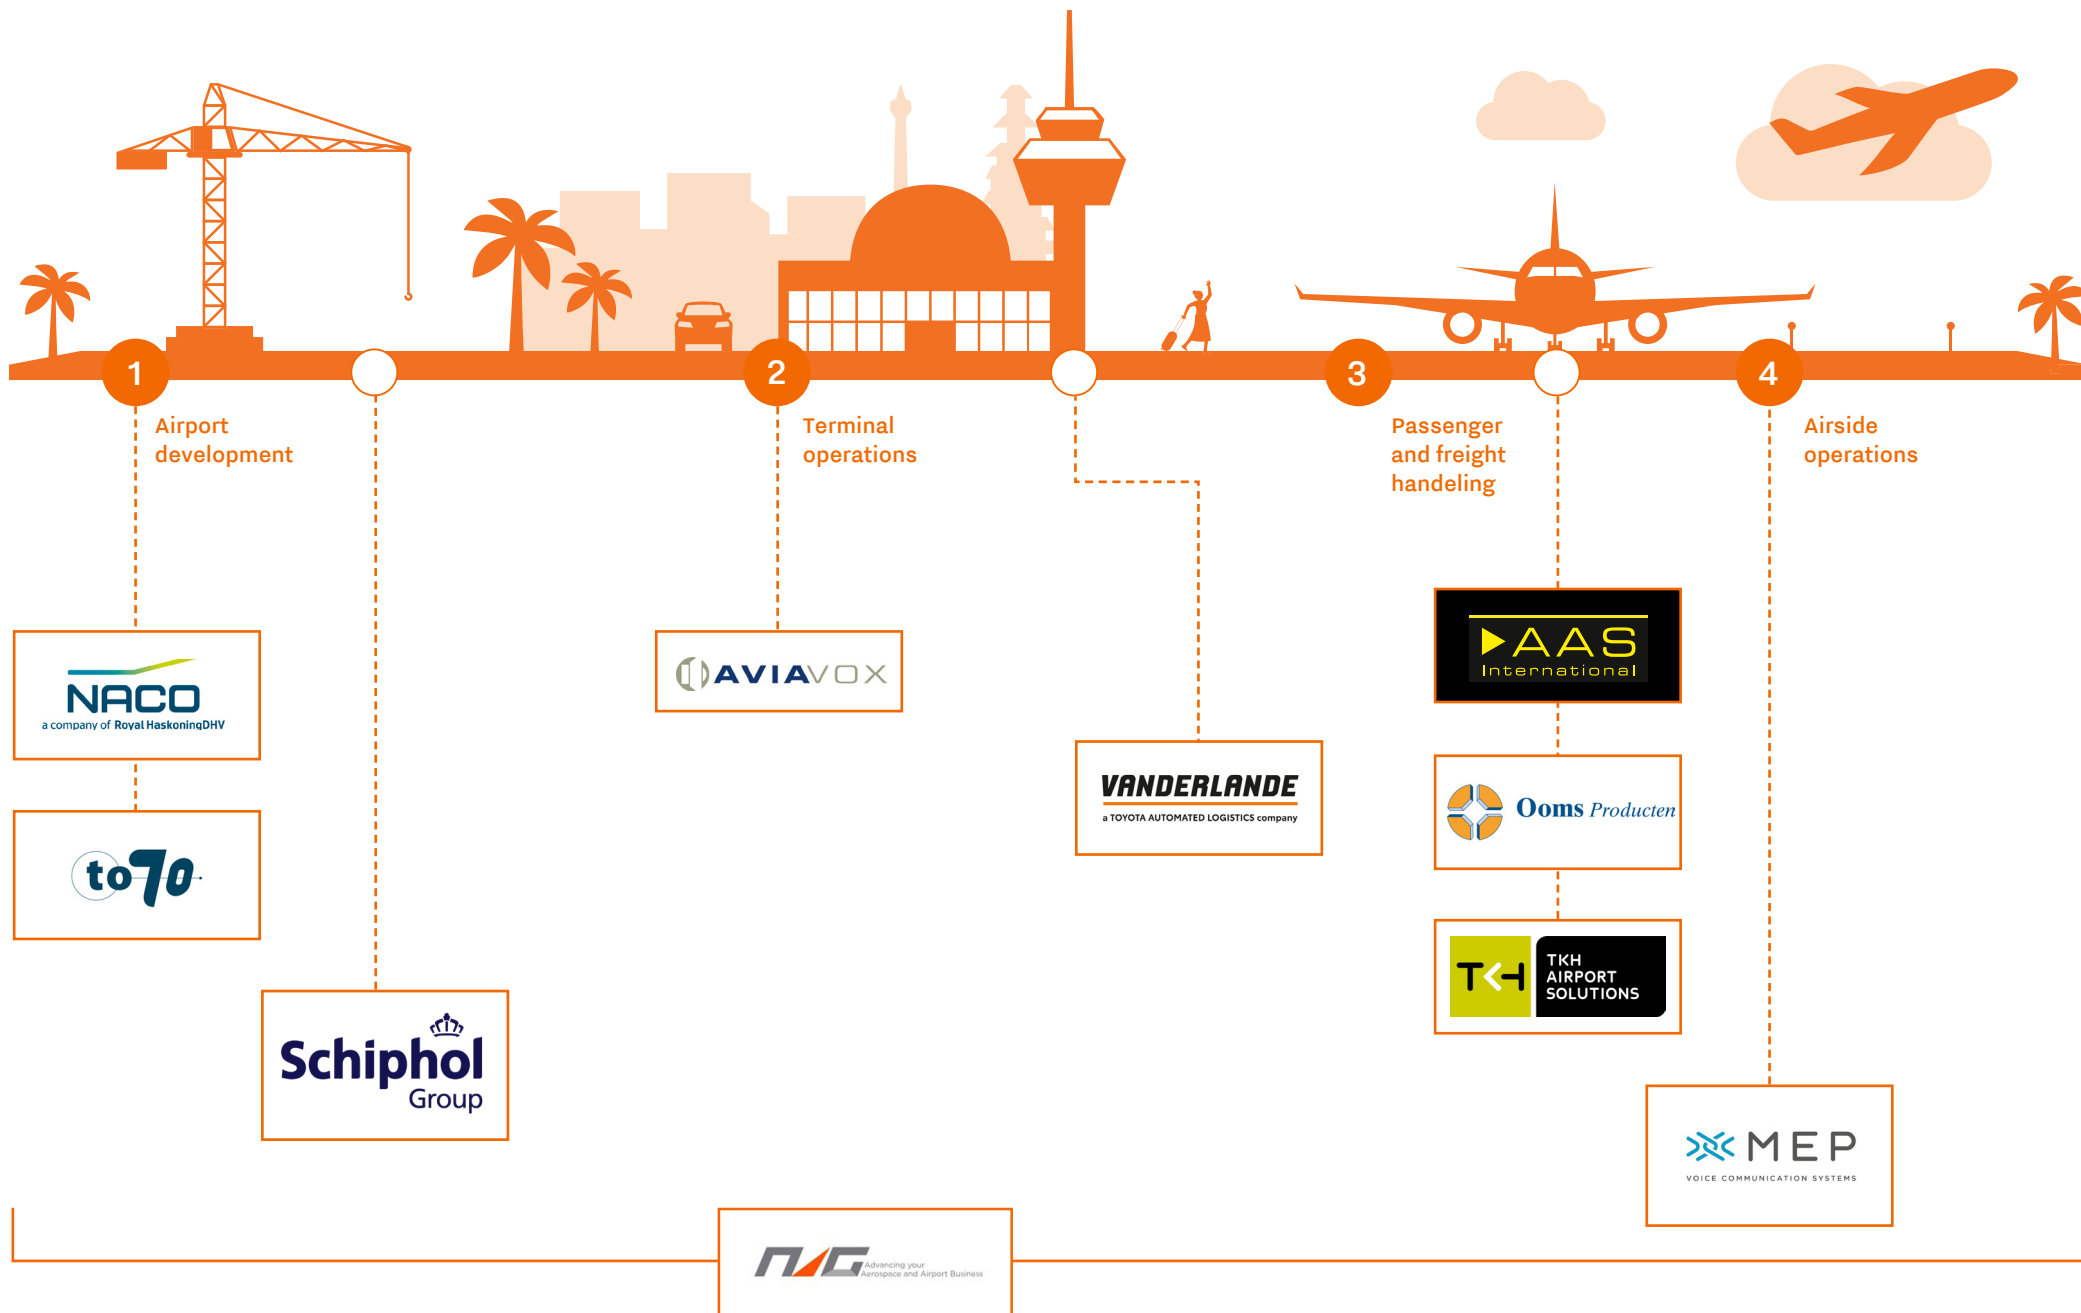 1
2
3
4
Airport
development
Terminal
operations
Passenger
and freight
handeling
Airside
operations
NACO
a company of Royal HaskoningDHV
to70
Schiphol
Group
AVIAVOX
VANDERLANDE
a TOYOTA AUTOMATED LOGISTICS company
AAS
International
Ooms Producten
TKH
TKH
AIRPORT
SOLUTIONS
MEP
VOICE COMMUNICATION SYSTEMS
NAG
Advancing your
Aerospace and Airport Business